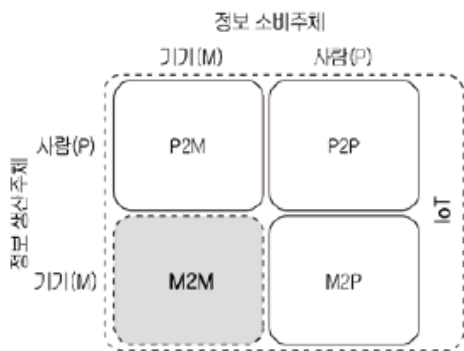 정보 소비주체
기기(M) 사람(P)
정보 생산주체
사람(P) P2M P2P
IoT
기기(M) M2M M2P